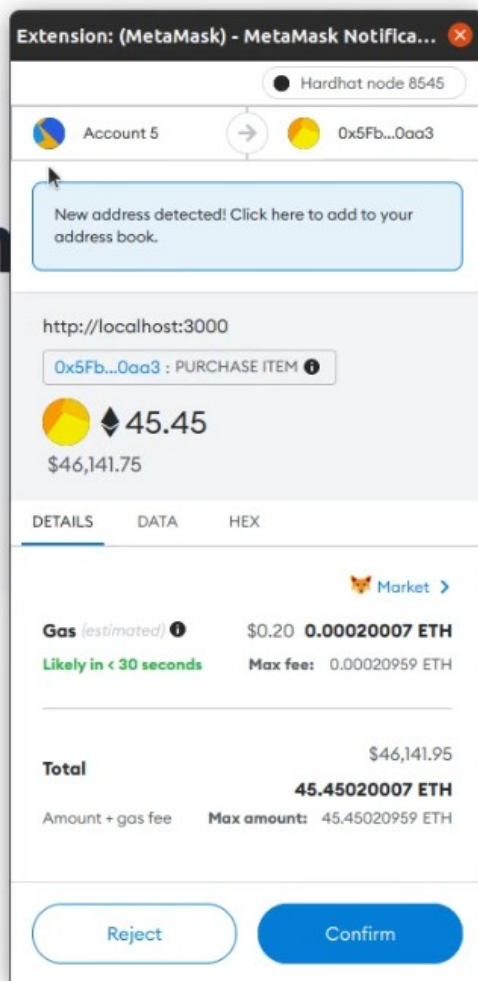 Extension: (MetaMask) - MetaMask Notifica...
Hardhat node 8545
Account 5 0x5Fb...0aa3
New address detected! Click here to add to your
address book.
http://localhost:3000
0x5Fb...0aa3 : PURCHASE ITEM
45.45
$46,141.75
DETAILS DATA HEX
Market
Gas (estimated) $0.20 0.00020007 ETH
Likely in < 30 seconds Max fee: 0.00020959 ETH
Total $46,141.95
45.45020007 ETH
Amount + gas fee Max amount: 45.45020959 ETH
Reject Confirm